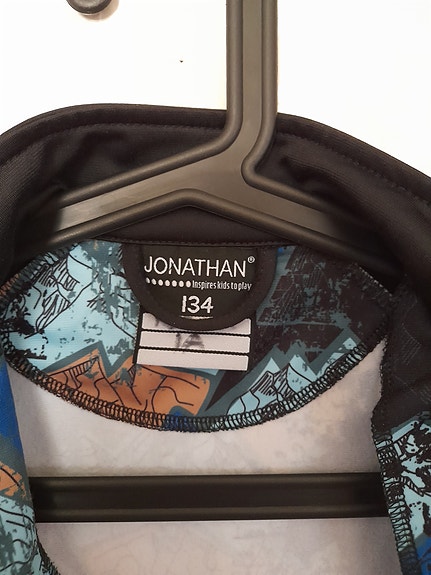 JONATHAN®
Inspires kids to play
134